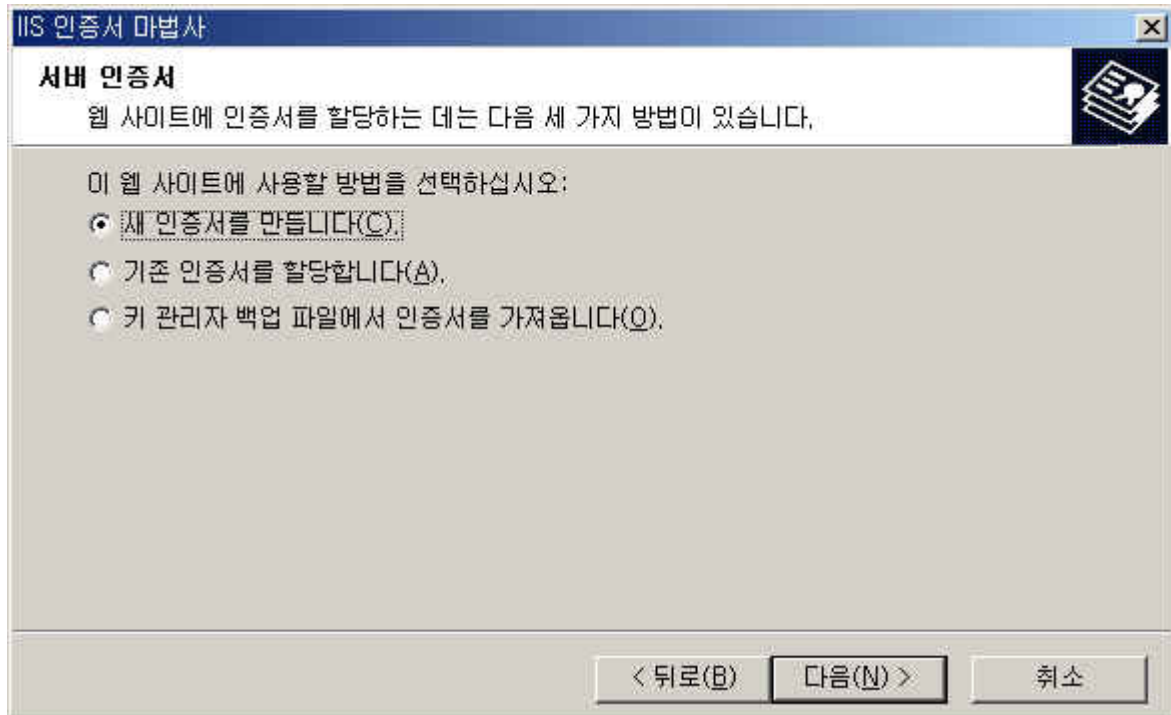 IIS 인증서 마법사
서버 인증서
웹 사이트에 인증서를 할당하는 데는 다음 세 가지 방법이 있습니다.
이 웹 사이트에 사용할 방법을 선택하십시오:
새 인증서를 만듭니다(C).
기존 인증서를 할당합니다(A).
키 관리자 백업 파일에서 인증서를 가져옵니다(O).
< 뒤로(B) 다음(N) > 취소